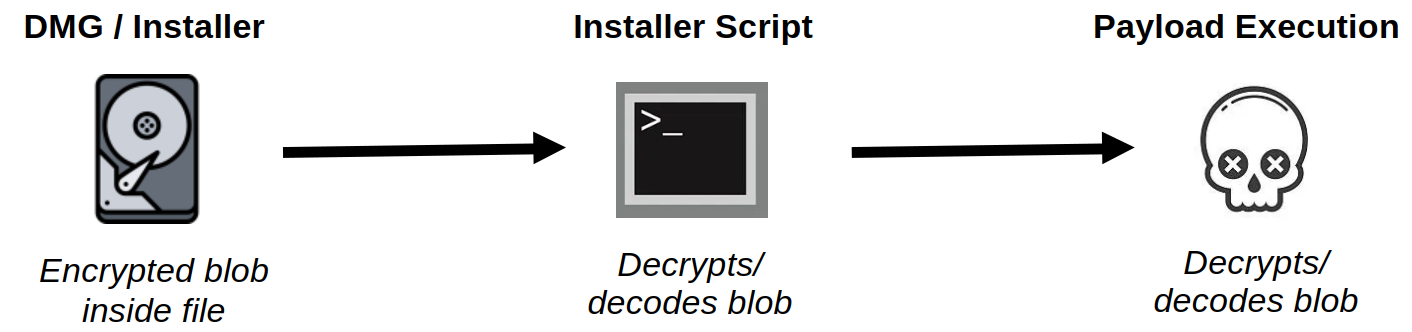 DMG / Installer
Installer Script
Payload Execution
>_
Encrypted blob
inside file
Decrypts/
decodes blob
Decrypts/
decodes blob